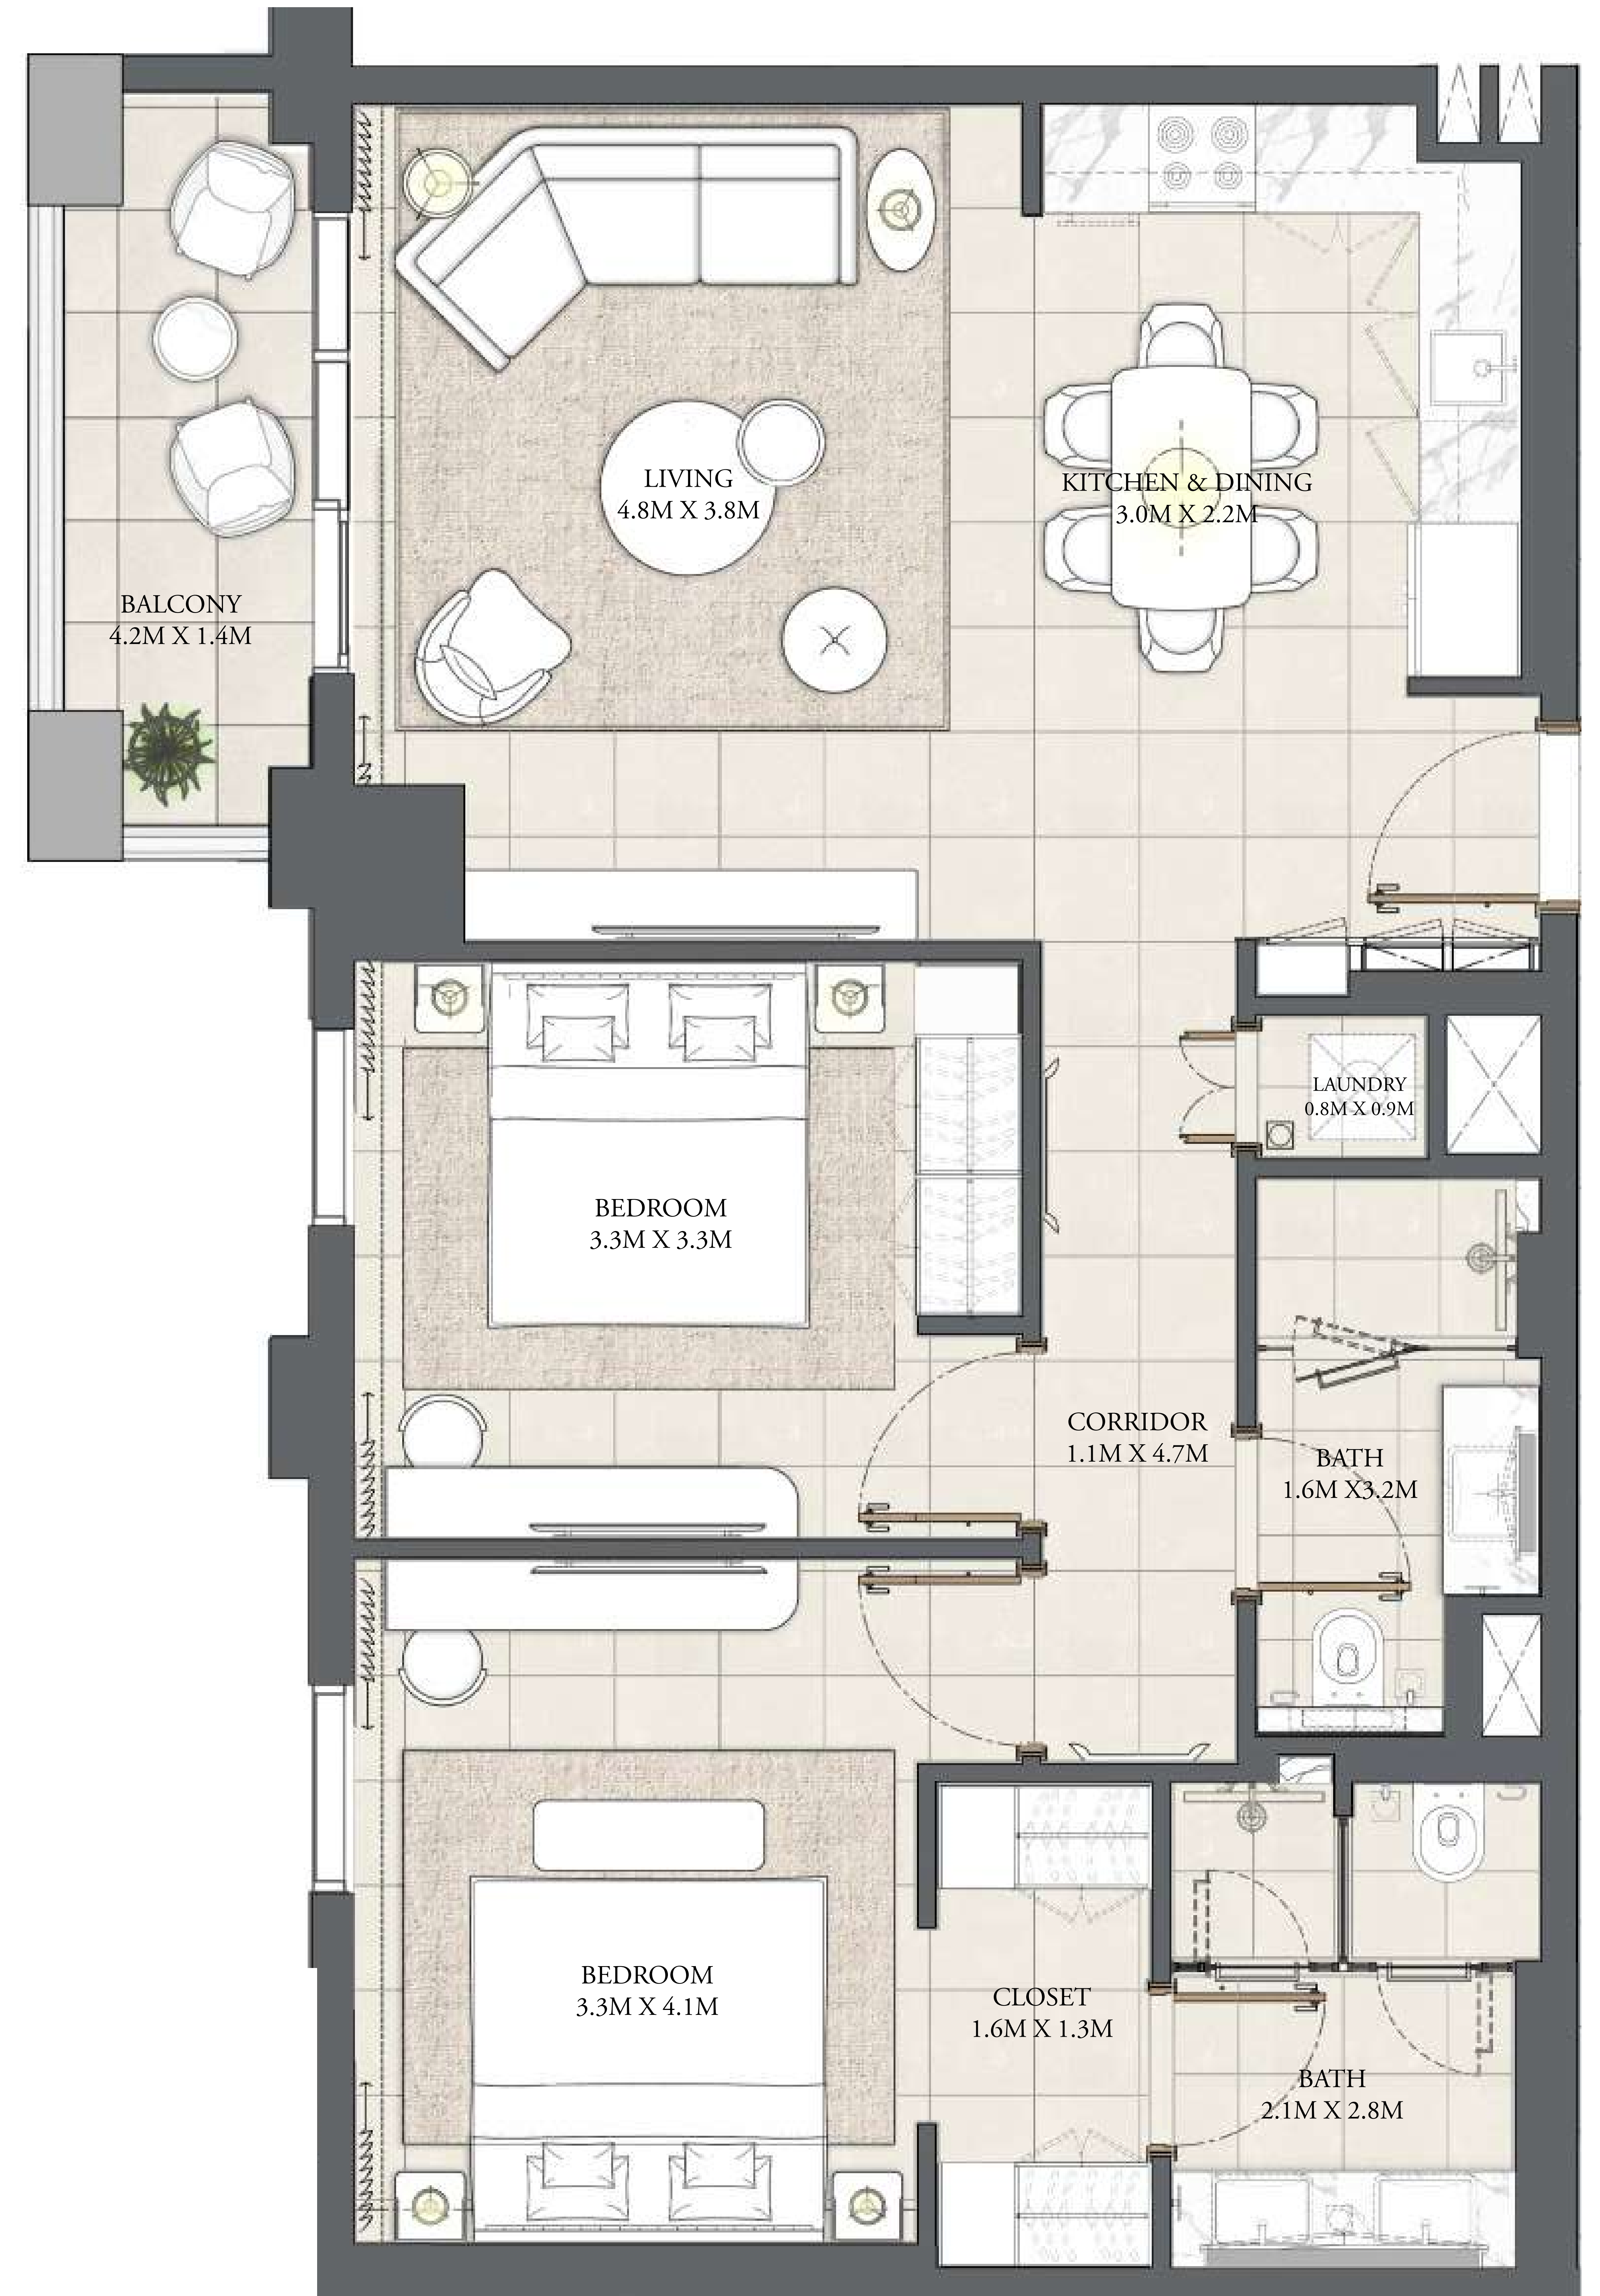 LIVING
4.8M X 3.8M
KITCHEN & DINING
3.0M X 2.2M
BALCONY
4.2M X 1.4M
LAUNDRY
0.8M X 0.9M
BEDROOM
3.3M X 3.3M
CORRIDOR
1.1M X 4.7M
BATH
1.6M X3.2M
BEDROOM
3.3M X 4.1M
CLOSET
1.6M X 1.3M
BATH
2.1M X 2.8M